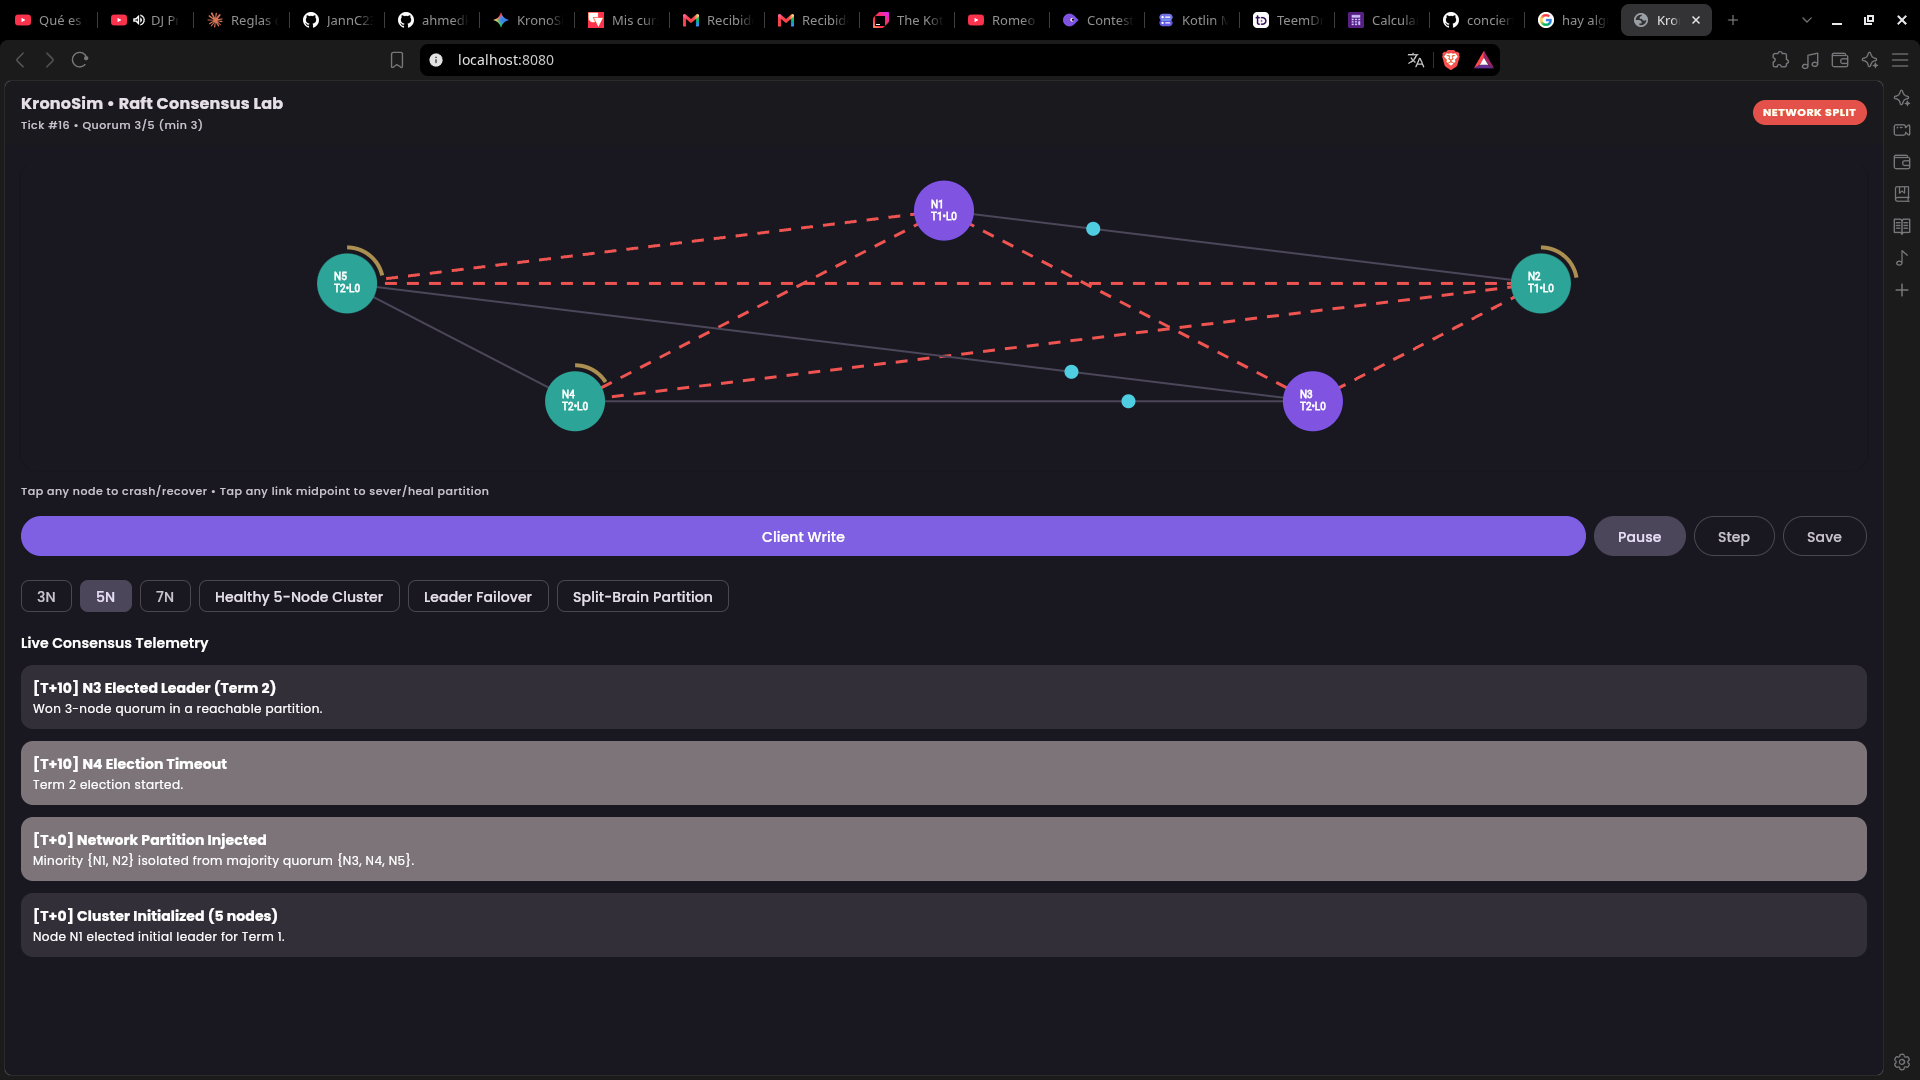 Qué es
DJ P
Reglas
JannC2
ahmed
KronoS
Mis cur
Recibid
Recibid
The Kot
Romeo
Contes
Kotlin M
TeemD
Calcula
concier
hay alg
Kro
localhost:8080
KronoSim • Raft Consensus Lab
Tick #16 • Quorum 3/5 (min 3)
NETWORK SPLIT
N1
T1•L0
N5
T2•L0
N2
T1•L0
N4
T2•L0
N3
T2•L0
Tap any node to crash/recover • Tap any link midpoint to sever/heal partition
Client Write
Pause
Step
Save
3N
5N
7N
Healthy 5-Node Cluster
Leader Failover
Split-Brain Partition
Live Consensus Telemetry
[T+10] N3 Elected Leader (Term 2)
Won 3-node quorum in a reachable partition.
[T+10] N4 Election Timeout
Term 2 election started.
[T+0] Network Partition Injected
Minority {N1, N2} isolated from majority quorum {N3, N4, N5}.
[T+0] Cluster Initialized (5 nodes)
Node N1 elected initial leader for Term 1.